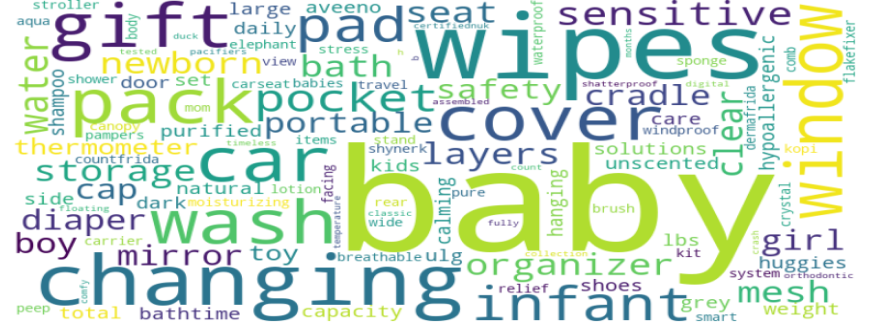 stroller
large
aveeno
seat
sensitive
aqua
gift
daily
pad
certifiednuk
waterproof
body
duck
pacifiers
wipes
window
water
tested
elephant
stress
h
babies
months
sponge
comb
flakefixer
newborn
view
bath
safety
hypoallergenic
shampoo
shower
door
set
carseat
travel
shatterproof
digital
pack
mom
pocket
assembled
cradle
clear
dermafrida
canopy
pampers
purified
portable
cover
care
windproof
thermometer
timeless
items
stand
shynerk
solutions
kopi
countfrida
car
kids
layers
count
unscented
storage
facing
side
cap
natural
lotion
baby
pure
hanging
dark
moisturizing
rear
calming
floating
wash
classic
wide
brush
crystal
diaper
temperature
fully
boy
carrier
mirror
toy
breathable
ulg
collection
lbs
crash
girl
kit
changing
organizer
huggies
system
orthodontic
comfy
relief
shoes
mesh
peep
total
bathtime
capacity
infant
grey
smart
weight